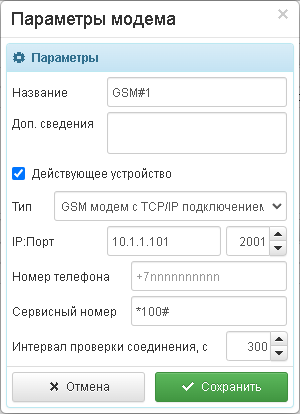 Параметры модема
Параметры
Название GSM#1
Доп. сведения
Действующее устройство
Тип GSM модем с TCP/IP подключением
IP:Порт 10.1.1.101 2001
Номер телефона +7nnnnnnnnnn
Сервисный номер *100#
Интервал проверки соединения, с 300
Отмена Сохранить